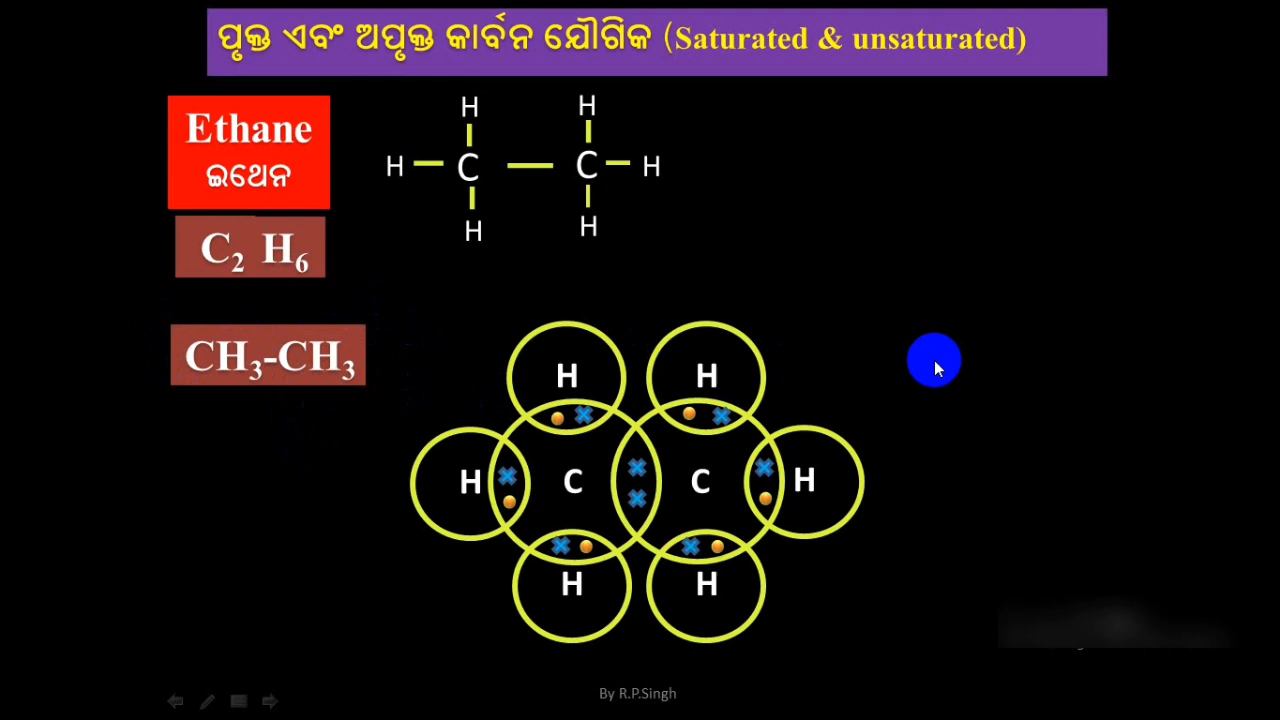 ପୃକ୍ତ ଏବଂ ଅପୃକ୍ତ କାର୍ବନ ଯୌଗିକ (Saturated & unsaturated)
Ethane
ଇଥେନ
C2 H6
CH3-CH3
H H
H C C H
H H
H H
H C C H
H H
By R.P.Singh